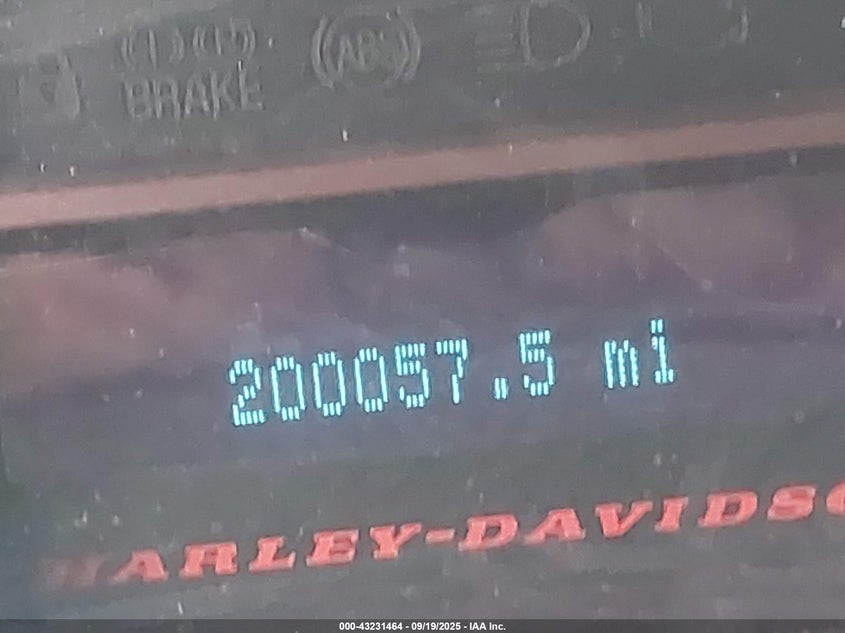 BRAKE
ABS
200057.5 mi
HARLEY-DAVIDSO
000-43231464 - 09/19/2025 - IAA Inc.